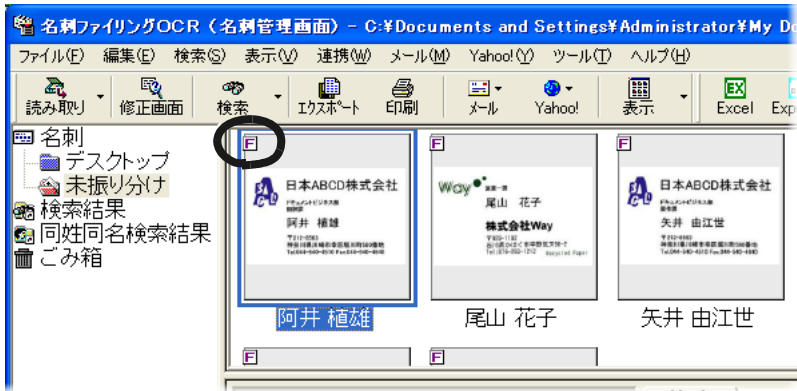 名刺ファイリングOCR（名刺管理画面）- C:¥Documents and Settings¥Administrator¥My Do
ファイル(F) 編集(E) 検索(S) 表示(V) 連携(W) メール(M) Yahoo!(Y) ツール(T) ヘルプ(H)
読み取り 修正画面 検索 エクスポート 印刷 メール Yahoo! 表示 Excel Exp
名刺
デスクトップ
未振り分け
検索結果
同姓同名検索結果
ごみ箱
F F F
日本ABCD株式会社
阿井 植雄
Way
尾山 花子
株式会社Way
Recycled Paper
日本ABCD株式会社
矢井 由江世
阿井 植雄 尾山 花子 矢井 由江世
F F